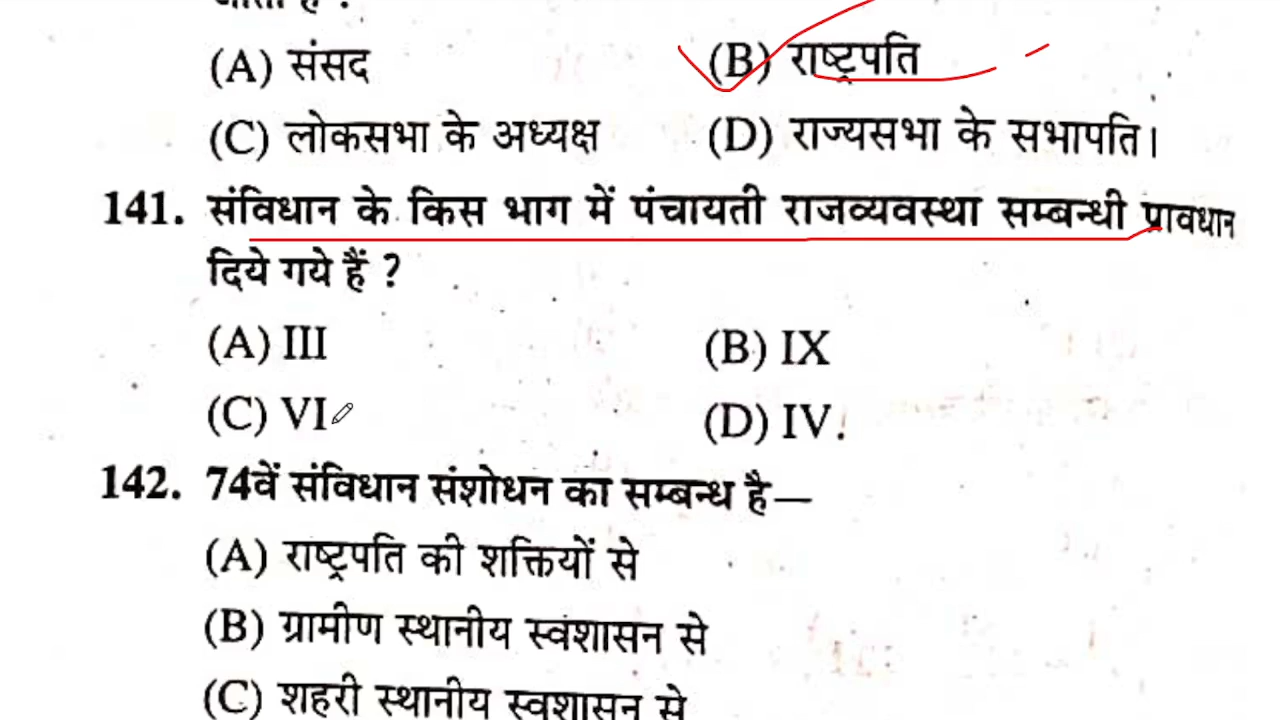 जाता है ?
(A) संसद
(B) राष्ट्रपति
(C) लोकसभा के अध्यक्ष
(D) राज्यसभा के सभापति।
141. संविधान के किस भाग में पंचायती राजव्यवस्था सम्बन्धी प्रावधान
दिये गये हैं ?
(A) III
(B) IX
(C) VI
(D) IV.
142. 74वें संविधान संशोधन का सम्बन्ध है—
(A) राष्ट्रपति की शक्तियों से
(B) ग्रामीण स्थानीय स्वशासन से
(C) शहरी स्थानीय स्वशासन से